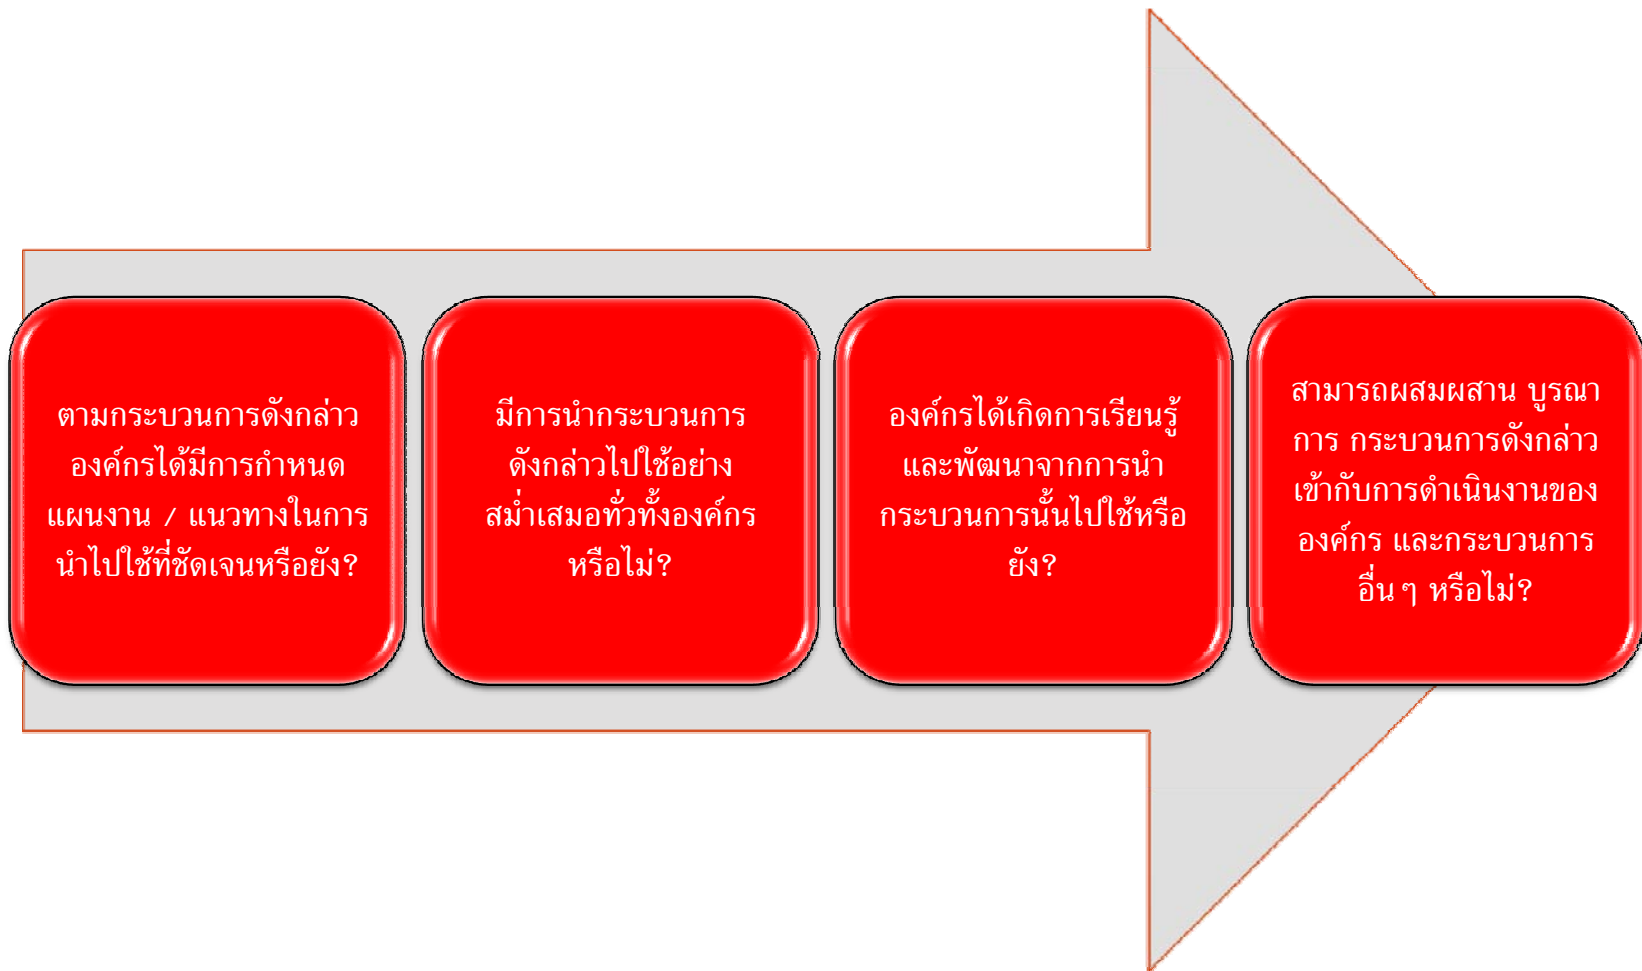 ตามกระบวนการดังกล่าว
องค์กรได้มีการกำหนด
แผนงาน / แนวทางในการ
นำไปใช้ที่ชัดเจนหรือยัง?
มีการนำกระบวนการ
ดังกล่าวไปใช้อย่าง
สม่ำเสมอทั่วทั้งองค์กร
หรือไม่?
องค์กรได้เกิดการเรียนรู้
และพัฒนาจากการนำ
กระบวนการนั้นไปใช้หรือ
ยัง?
สามารถผสมผสาน บูรณา
การ กระบวนการดังกล่าว
เข้ากับการดำเนินงานของ
องค์กร และกระบวนการ
อื่น ๆ หรือไม่?